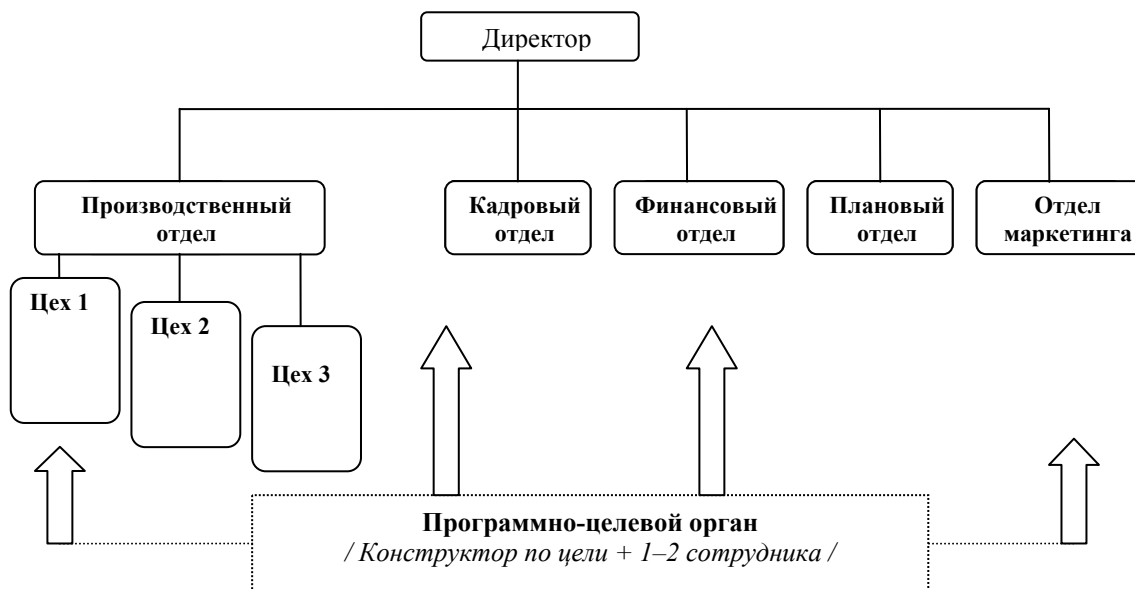 Директор
Производственный
отдел
Кадровый
отдел
Финансовый
отдел
Плановый
отдел
Отдел
маркетинга
Цех 1
Цех 2
Цех 3
Программно-целевой орган
/ Конструктор по цели + 1–2 сотрудника /